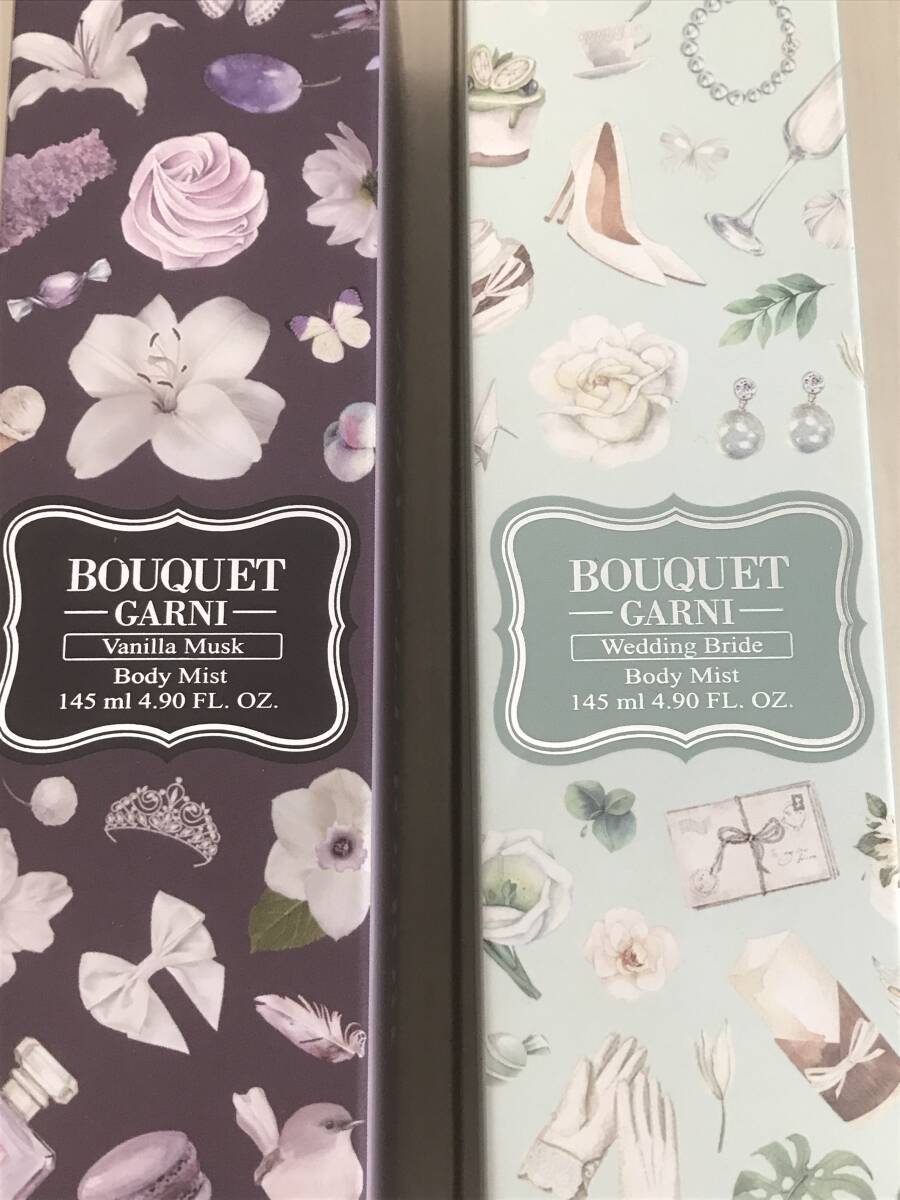 BOUQUET
GARNI
Vanilla Musk
Body Mist
145 ml 4.90 FL. OZ.
BOUQUET
GARNI
Wedding Bride
Body Mist
145 ml 4.90 FL. OZ.